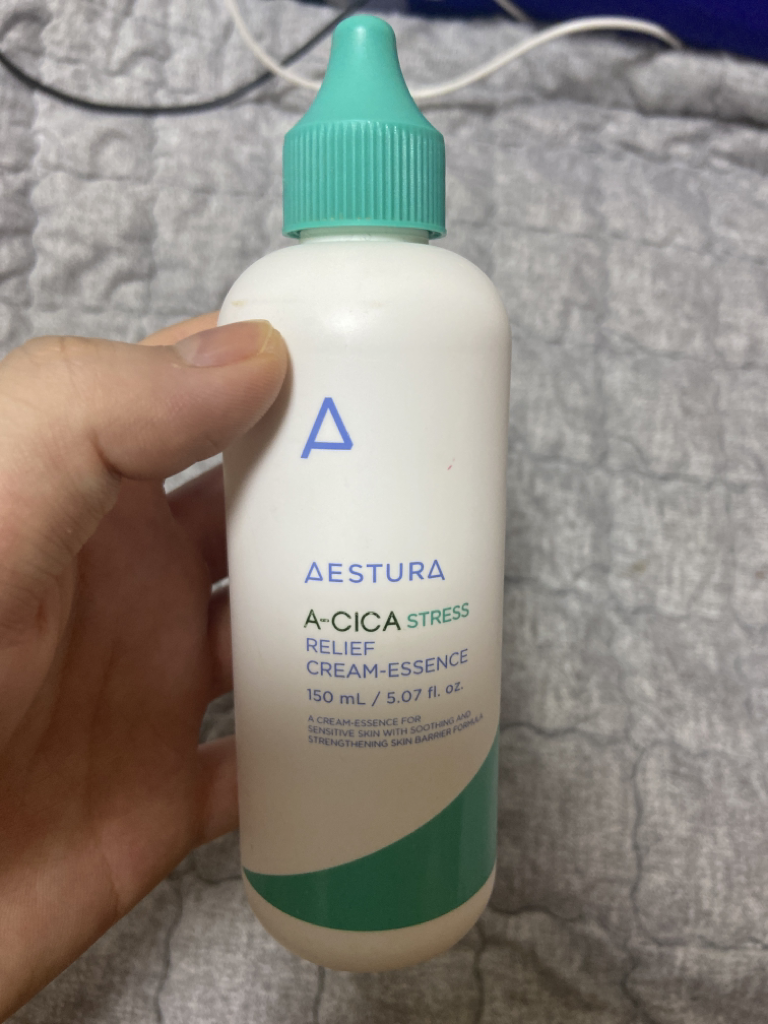 AESTURA
A-CICA STRESS
RELIEF
CREAM-ESSENCE
150 mL / 5.07 fl. oz.
A CREAM-ESSENCE FOR
SENSITIVE SKIN WITH SOOTHING AND
STRENGTHENING SKIN BARRIER FORMULA